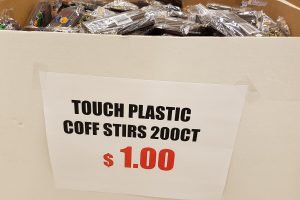 TOUCH PLASTIC
COFF STIRS 200CT
$ 1.00